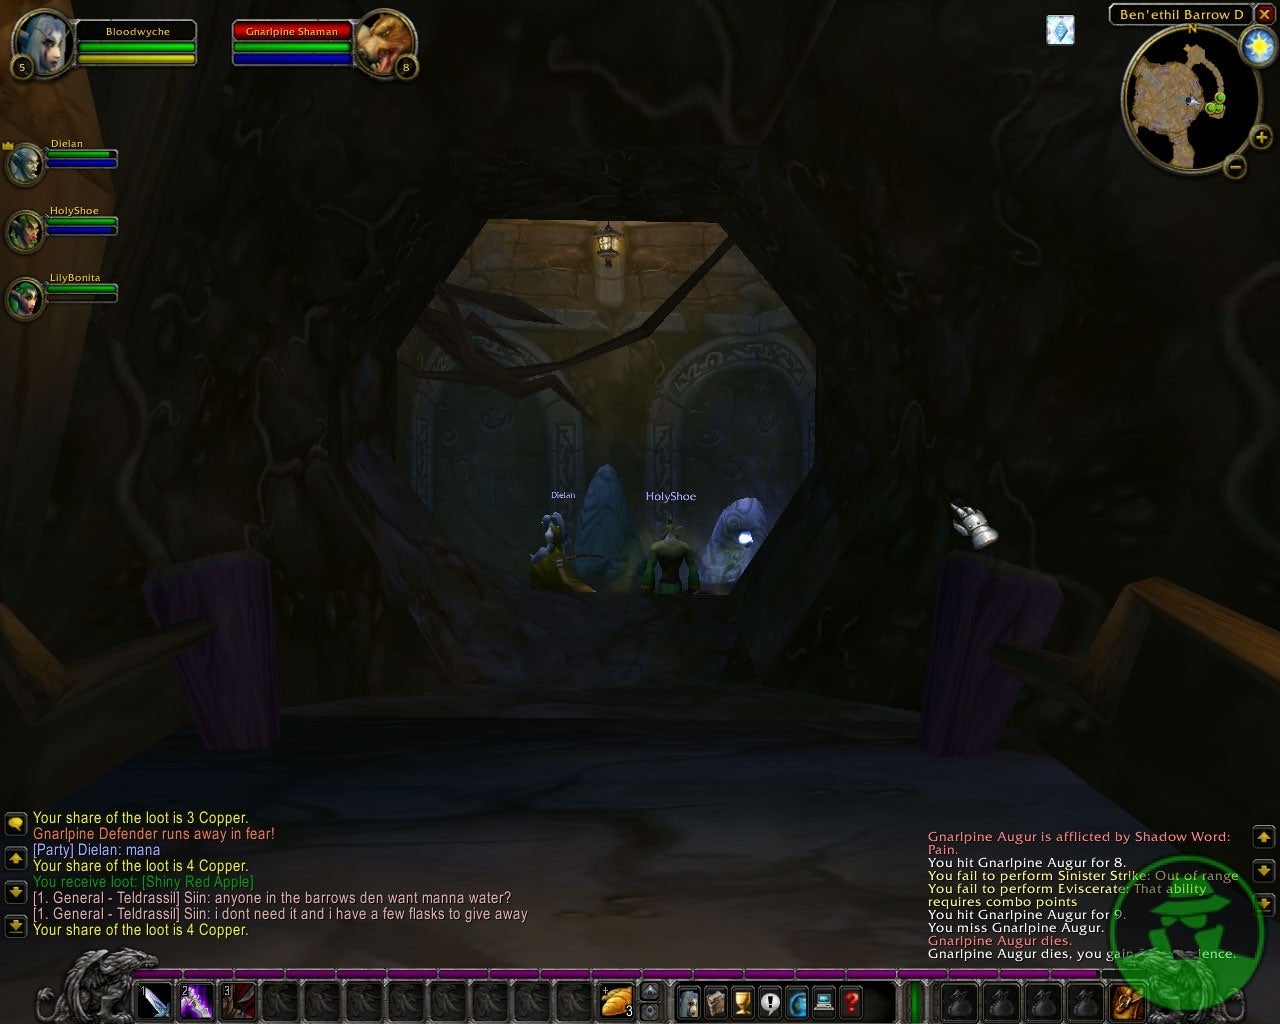 Bloodwyche
5
Gnarlpine Shaman
8
Ben'ethil Barrow D
N
Dielan
HolyShoe
LilyBonita
Dielan
HolyShoe
Your share of the loot is 3 Copper.
Gnarlpine Defender runs away in fear!
[Party] Dielan: mana
Your share of the loot is 4 Copper.
You receive loot: [Shiny Red Apple]
[1. General - Teldrassil] Siin: anyone in the barrows den want manna water?
[1. General - Teldrassil] Siin: i dont need it and i have a few flasks to give away
Your share of the loot is 4 Copper.
Gnarlpine Augur is afflicted by Shadow Word:
Pain.
You hit Gnarlpine Augur for 8.
You fail to perform Sinister Strike: Out of range
You fail to perform Eviscerate: That ability
requires combo points
You hit Gnarlpine Augur for 9.
You miss Gnarlpine Augur.
Gnarlpine Augur dies.
Gnarlpine Augur dies, you gain
1
2
3
3
?